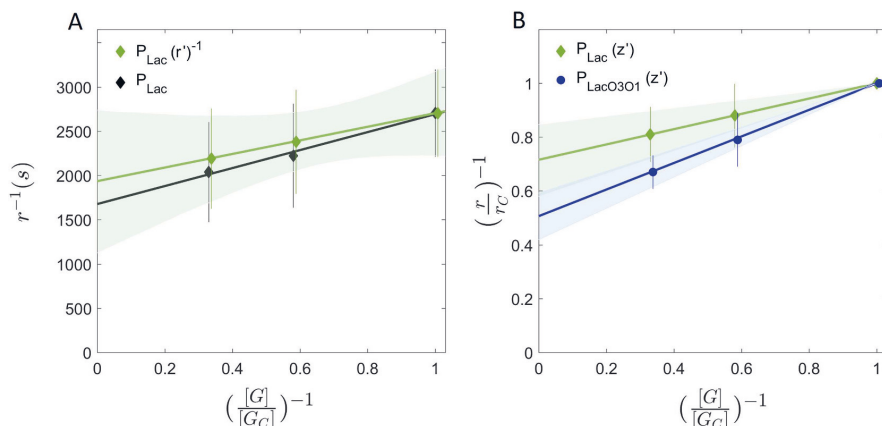 A
P_Lac (r')^-1
P_Lac
3000
2500
2000
1500
1000
500
0
r^-1(s)
0 0.2 0.4 0.6 0.8 1
([G]/[G_C])^-1
B
P_Lac (z')
P_LacO3O1 (z')
1
0.8
0.6
0.4
0.2
0
(r/r_C)^-1
0 0.2 0.4 0.6 0.8 1
([G]/[G_C])^-1